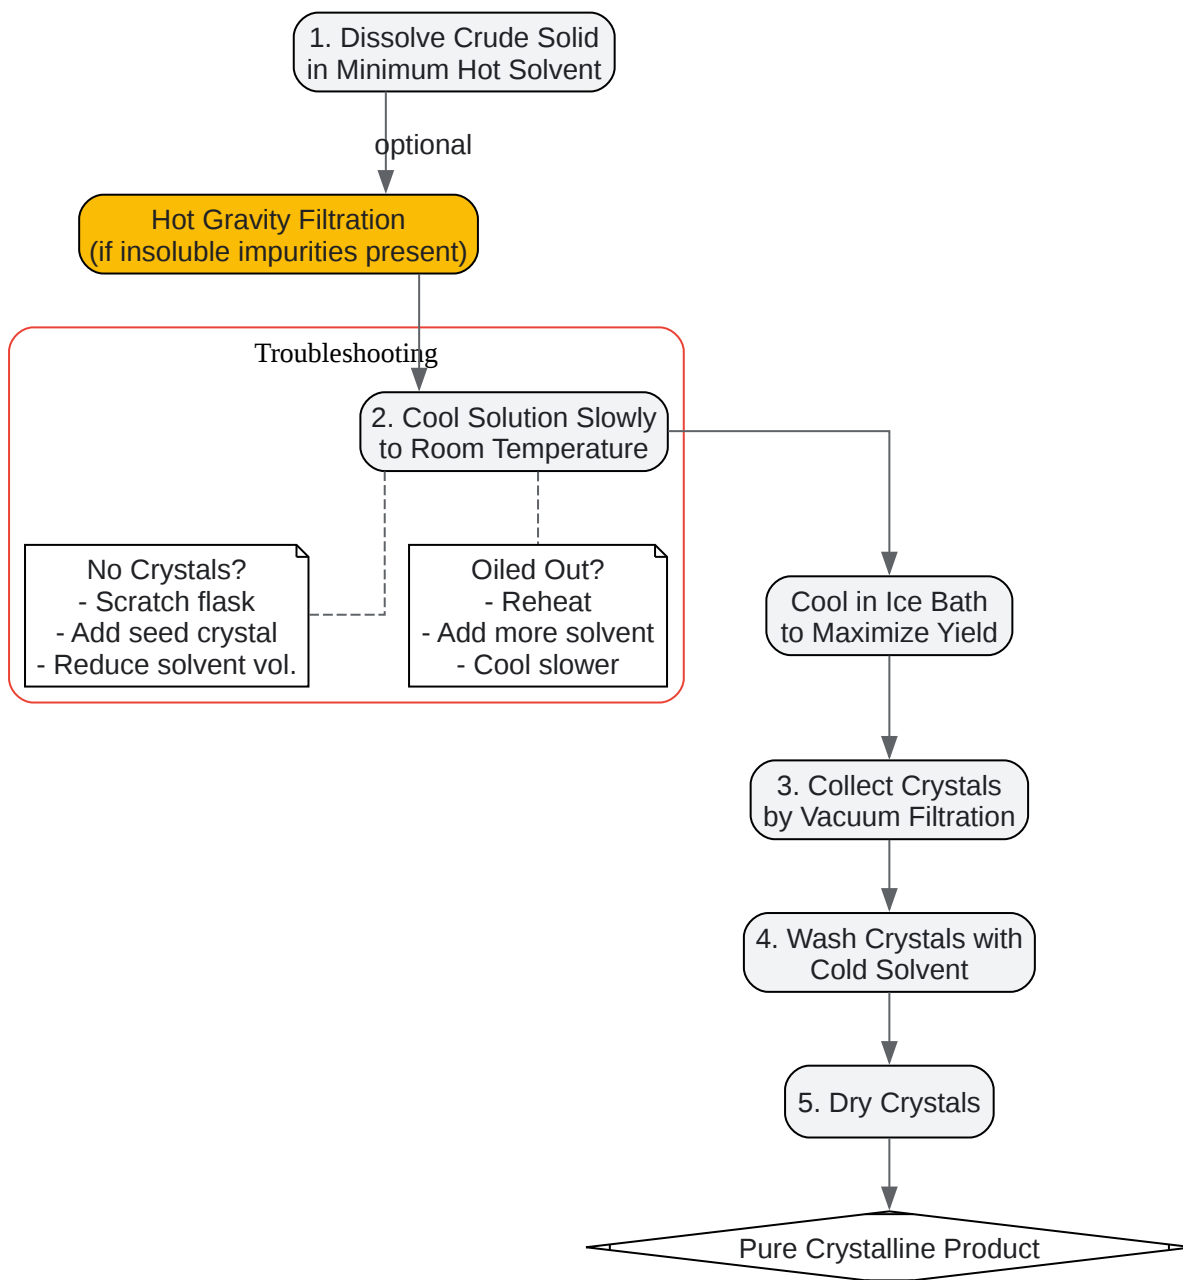 1. Dissolve Crude Solid
in Minimum Hot Solvent
optional
Hot Gravity Filtration
(if insoluble impurities present)
Troubleshooting
2. Cool Solution Slowly
to Room Temperature
No Crystals?
- Scratch flask
- Add seed crystal
- Reduce solvent vol.
Oiled Out?
- Reheat
- Add more solvent
- Cool slower
Cool in Ice Bath
to Maximize Yield
3. Collect Crystals
by Vacuum Filtration
4. Wash Crystals with
Cold Solvent
5. Dry Crystals
Pure Crystalline Product